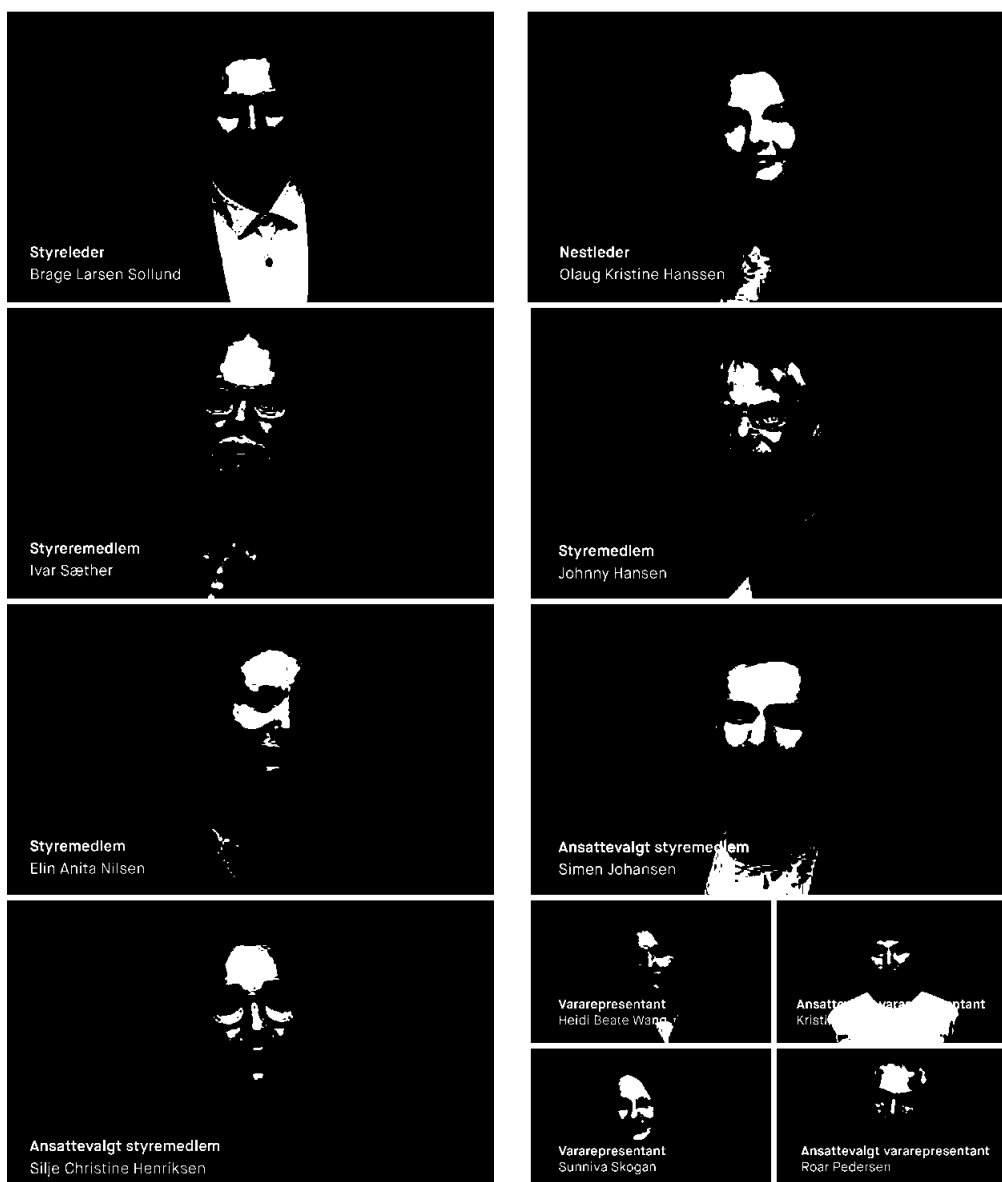 Styreleder
Brage Larsen Sollund
Nestleder
Olaug Kristine Hanssen
Styreremedlem
Ivar Sæther
Styremedlem
Johnny Hansen
Styremedlem
Elin Anita Nilsen
Ansattevalgt styremedlem
Simen Johansen
Ansattevalgt styremedlem
Silje Christine Henriksen
Vararepresentant
Heidi Beate Wang
Vararepresentant
Sunniva Skogan
Ansattevalgt vararepresentant
Roar Pedersen